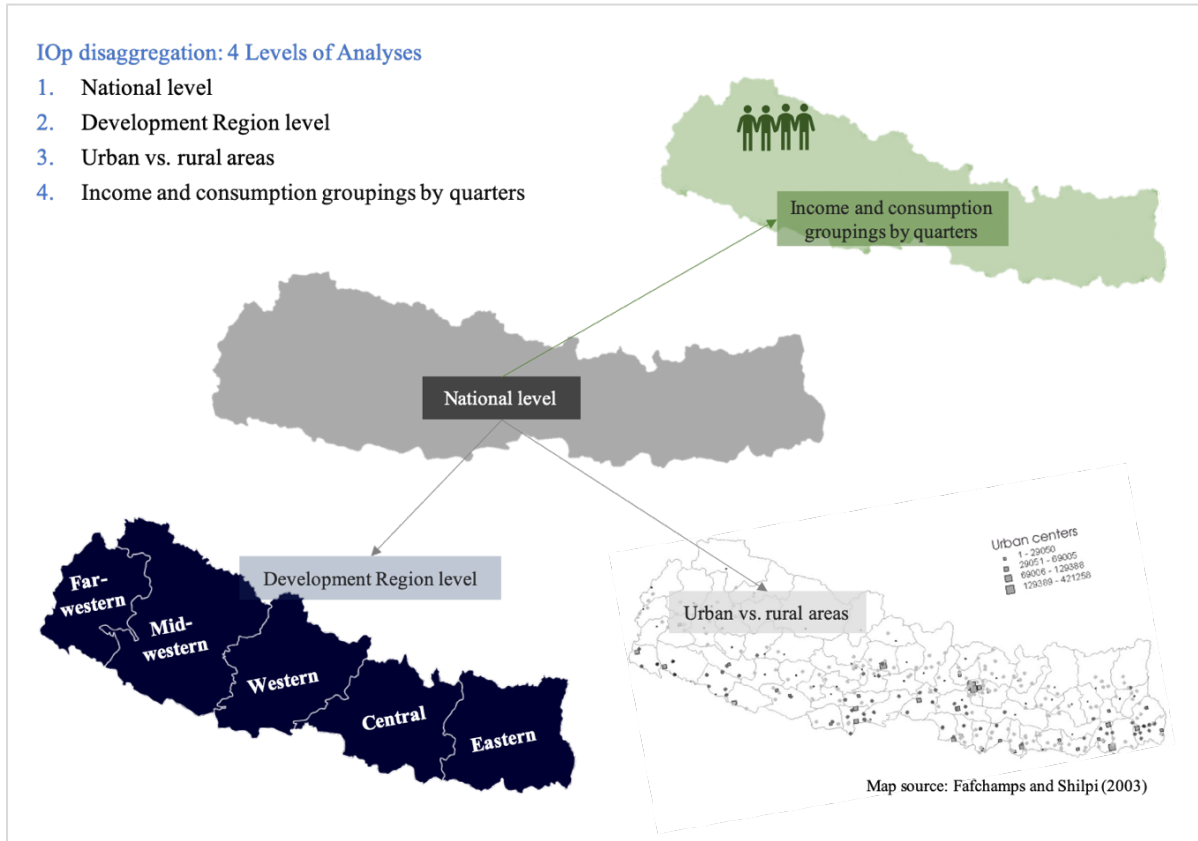 IOp disaggregation: 4 Levels of Analyses
1. National level
2. Development Region level
3. Urban vs. rural areas
4. Income and consumption groupings by quarters
Income and consumption
groupings by quarters
National level
Development Region level
Urban vs. rural areas
Urban centers
1 - 29050
29051 - 69005
69006 - 129388
129389 - 421258
Far-
western
Mid-
western
Western
Central
Eastern
Map source: Fafchamps and Shilpi (2003)